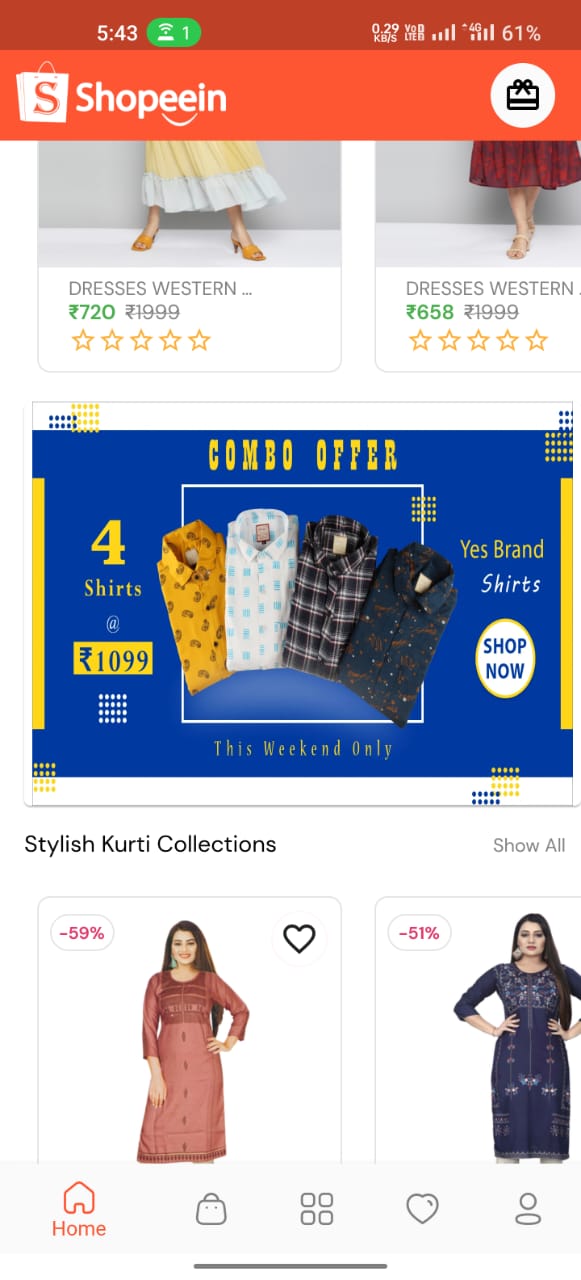 5:43 1 0.29 KB/S VoD LTED 4G 61%
S Shopeein
DRESSES WESTERN ... DRESSES WESTERN
₹720 ₹1999 ₹658 ₹1999
COMBO OFFER
4
Shirts
@
₹1099
Yes Brand
Shirts
SHOP
NOW
This Weekend Only
Stylish Kurti Collections Show All
-59% -51%
Home